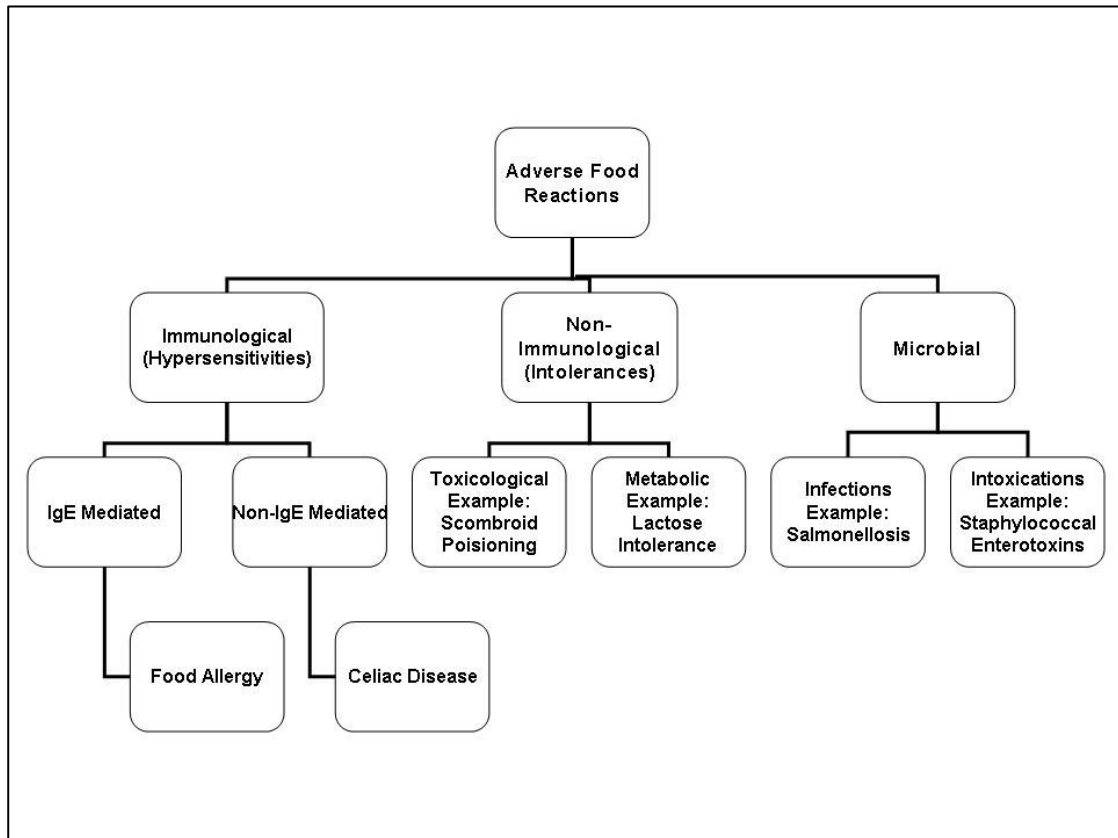 Adverse Food
Reactions
Immunological
(Hypersensitivities)
Non-
Immunological
(Intolerances)
Microbial
IgE Mediated
Non-IgE Mediated
Toxicological
Example:
Scombroid
Poisioning
Metabolic
Example:
Lactose
Intolerance
Infections
Example:
Salmonellosis
Intoxications
Example:
Staphylococcal
Enterotoxins
Food Allergy
Celiac Disease